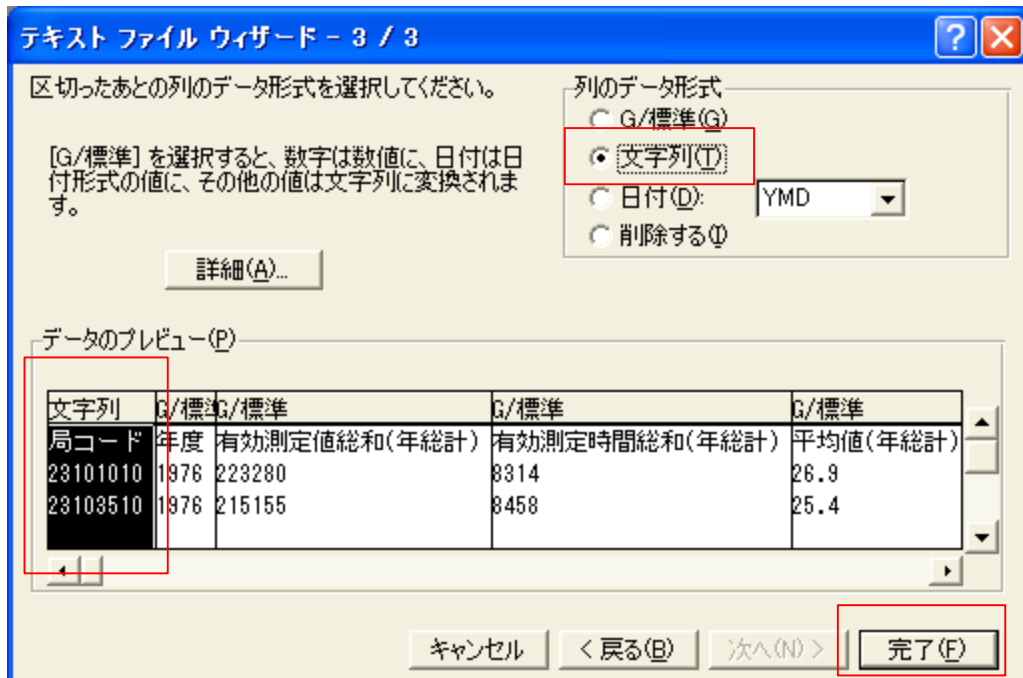 テキスト ファイル ウィザード - 3 / 3
区切ったあとの列のデータ形式を選択してください。
[G/標準] を選択すると、数字は数値に、日付は日
付形式の値に、その他の値は文字列に変換されま
す。
詳細(A)...
列のデータ形式
G/標準(G)
文字列(T)
日付(D):
YMD
削除する(I)
データのプレビュー(P)
文字列 G/標準 G/標準 G/標準 G/標準
局コード 年度 有効測定値総和(年総計) 有効測定時間総和(年総計) 平均値(年総計)
23101010 1976 223280 8314 26.9
23103510 1976 215155 8458 25.4
キャンセル < 戻る(B) 次へ(N) > 完了(F)